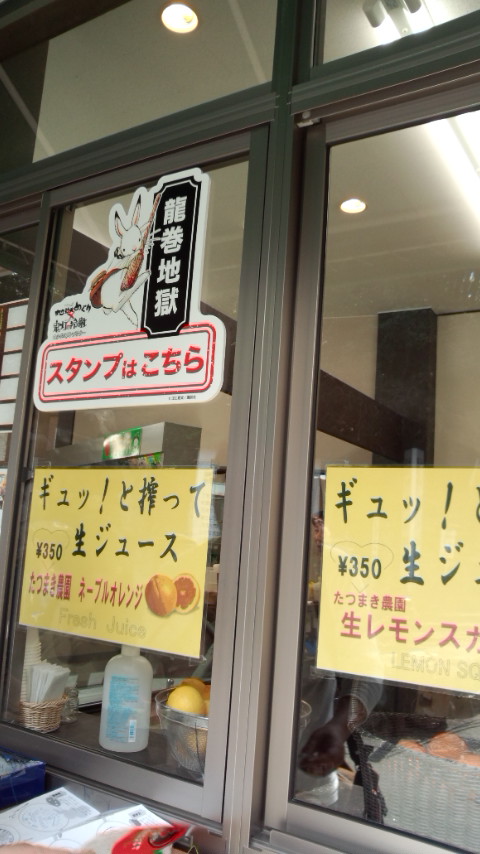 龍巻地獄
スタンプはこちら
ギュッ！と搾って
¥350 生ジュース
たつまき農園 ネーブルオレンジ
Fresh Juice
ギュッ！と
¥350 生ジ
たつまき農園
生レモンスカ
LEMON SQ